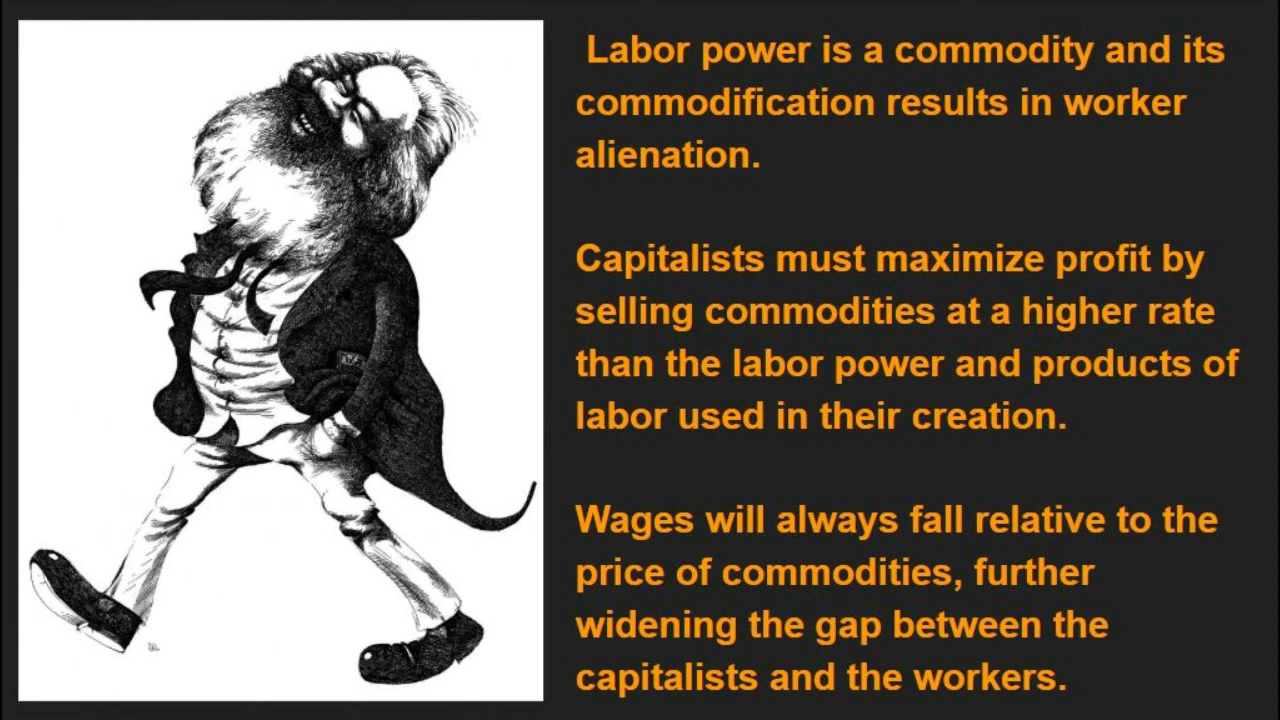 Labor power is a commodity and its
commodification results in worker
alienation.
Capitalists must maximize profit by
selling commodities at a higher rate
than the labor power and products of
labor used in their creation.
Wages will always fall relative to the
price of commodities, further
widening the gap between the
capitalists and the workers.